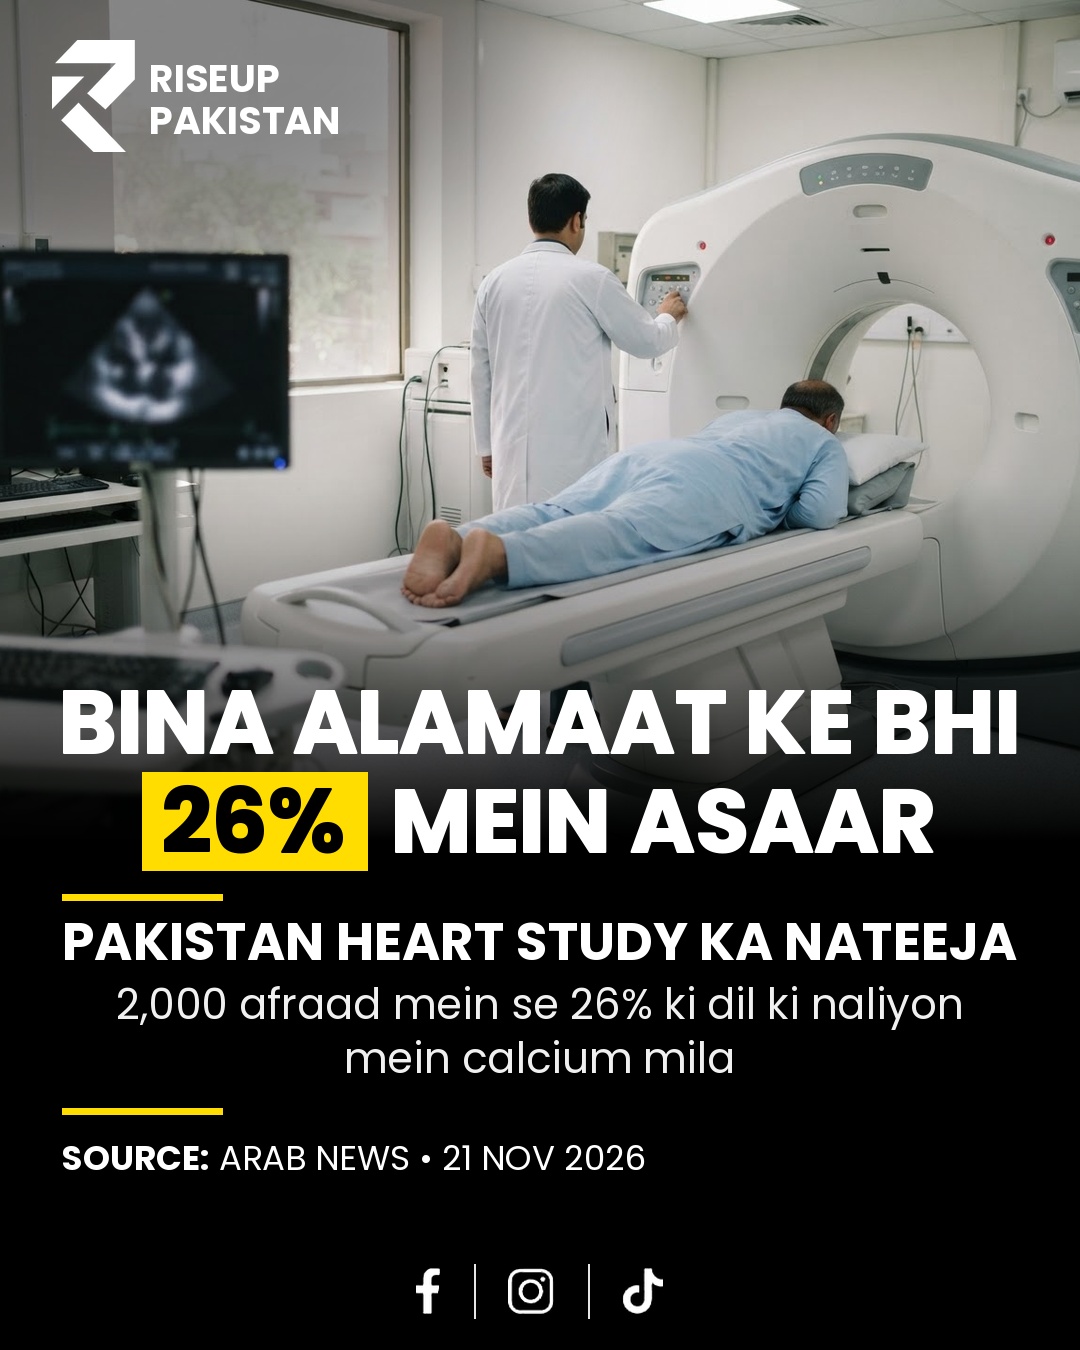 RISEUP
PAKISTAN
BINA ALAMAAT KE BHI
26% MEIN ASAAR
PAKISTAN HEART STUDY KA NATEEJA
2,000 afraad mein se 26% ki dil ki naliyon
mein calcium mila
SOURCE: ARAB NEWS • 21 NOV 2026